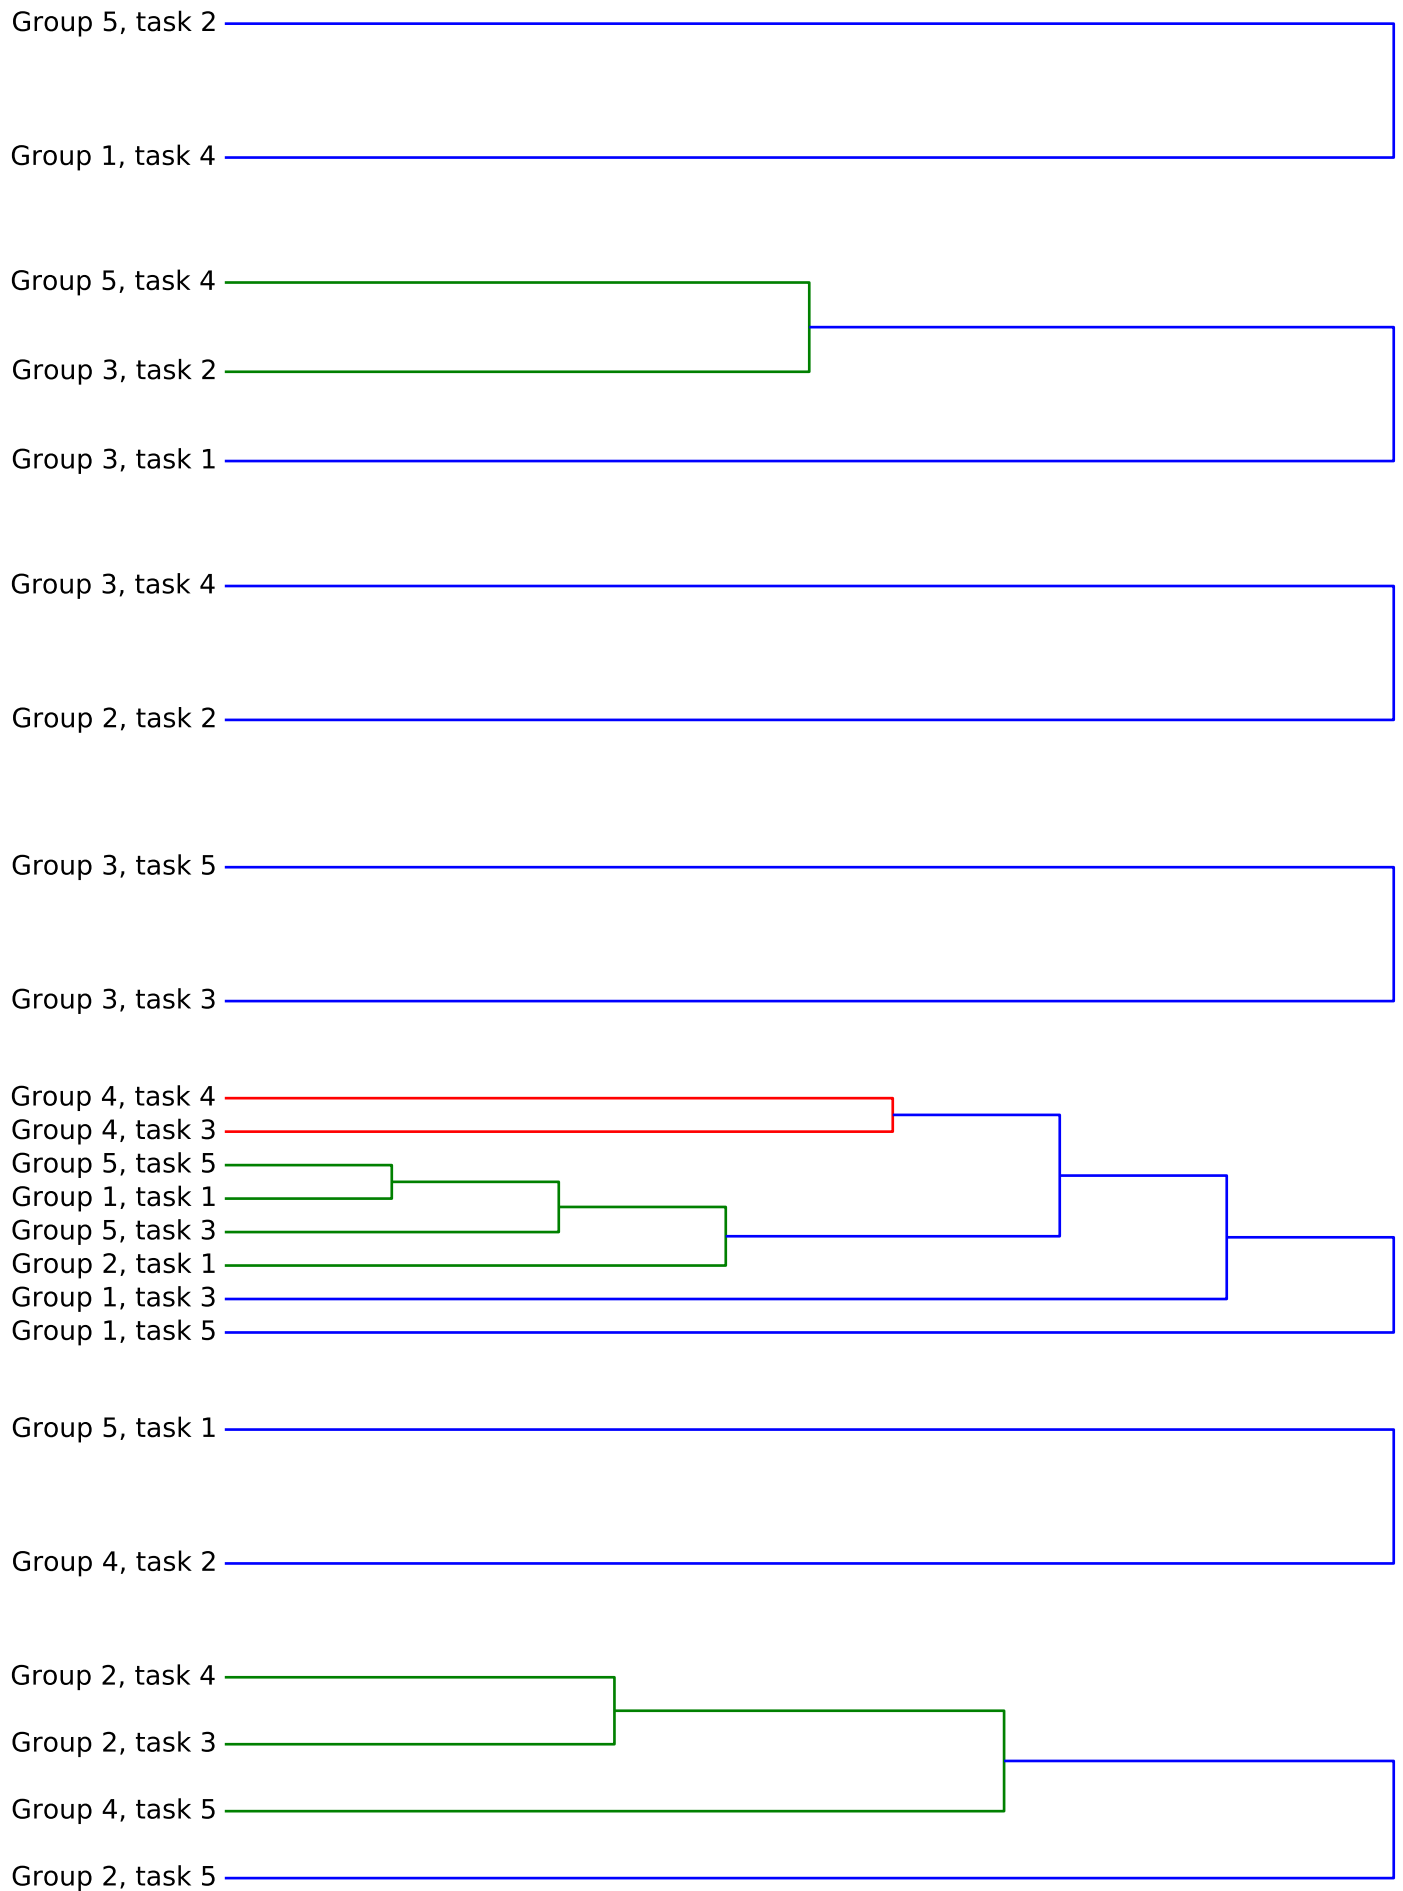 Group 5, task 2
Group 1, task 4
Group 5, task 4
Group 3, task 2
Group 3, task 1
Group 3, task 4
Group 2, task 2
Group 3, task 5
Group 3, task 3
Group 4, task 4
Group 4, task 3
Group 5, task 5
Group 1, task 1
Group 5, task 3
Group 2, task 1
Group 1, task 3
Group 1, task 5
Group 5, task 1
Group 4, task 2
Group 2, task 4
Group 2, task 3
Group 4, task 5
Group 2, task 5